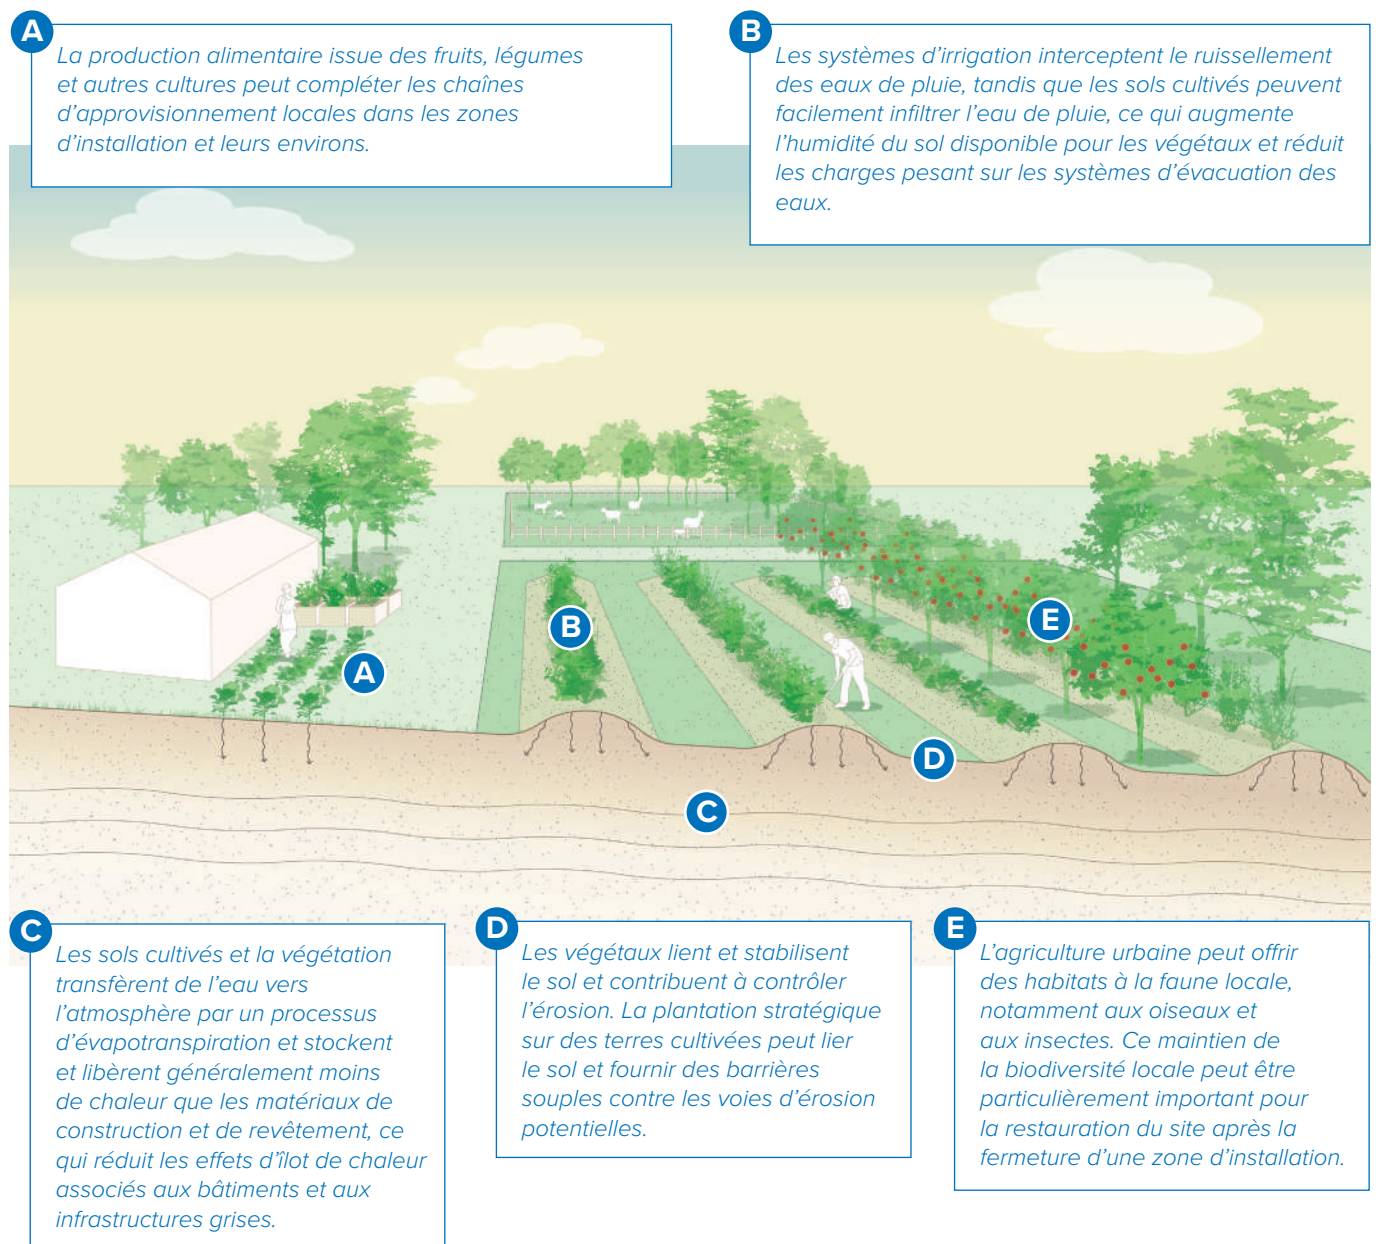 A
La production alimentaire issue des fruits, légumes
et autres cultures peut compléter les chaînes
d’approvisionnement locales dans les zones
d’installation et leurs environs.
B
Les systèmes d’irrigation interceptent le ruissellement
des eaux de pluie, tandis que les sols cultivés peuvent
facilement infiltrer l’eau de pluie, ce qui augmente
l’humidité du sol disponible pour les végétaux et réduit
les charges pesant sur les systèmes d’évacuation des
eaux.
B
E
A
D
C
C
Les sols cultivés et la végétation
transfèrent de l’eau vers
l’atmosphère par un processus
d’évapotranspiration et stockent
et libèrent généralement moins
de chaleur que les matériaux de
construction et de revêtement, ce
qui réduit les effets d’îlot de chaleur
associés aux bâtiments et aux
infrastructures grises.
D
Les végétaux lient et stabilisent
le sol et contribuent à contrôler
l’érosion. La plantation stratégique
sur des terres cultivées peut lier
le sol et fournir des barrières
souples contre les voies d’érosion
potentielles.
E
L’agriculture urbaine peut offrir
des habitats à la faune locale,
notamment aux oiseaux et
aux insectes. Ce maintien de
la biodiversité locale peut être
particulièrement important pour
la restauration du site après la
fermeture d’une zone d’installation.